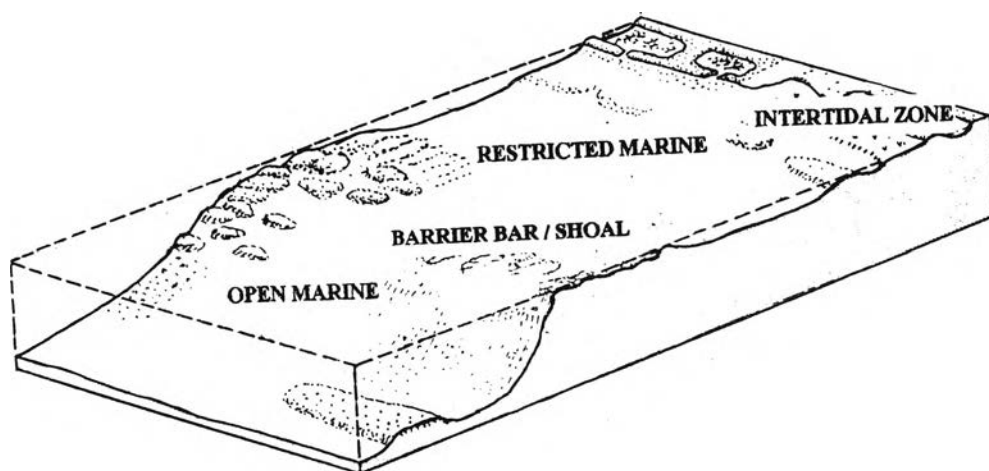 INTERTIDAL ZONE
RESTRICTED MARINE
BARRIER BAR / SHOAL
OPEN MARINE